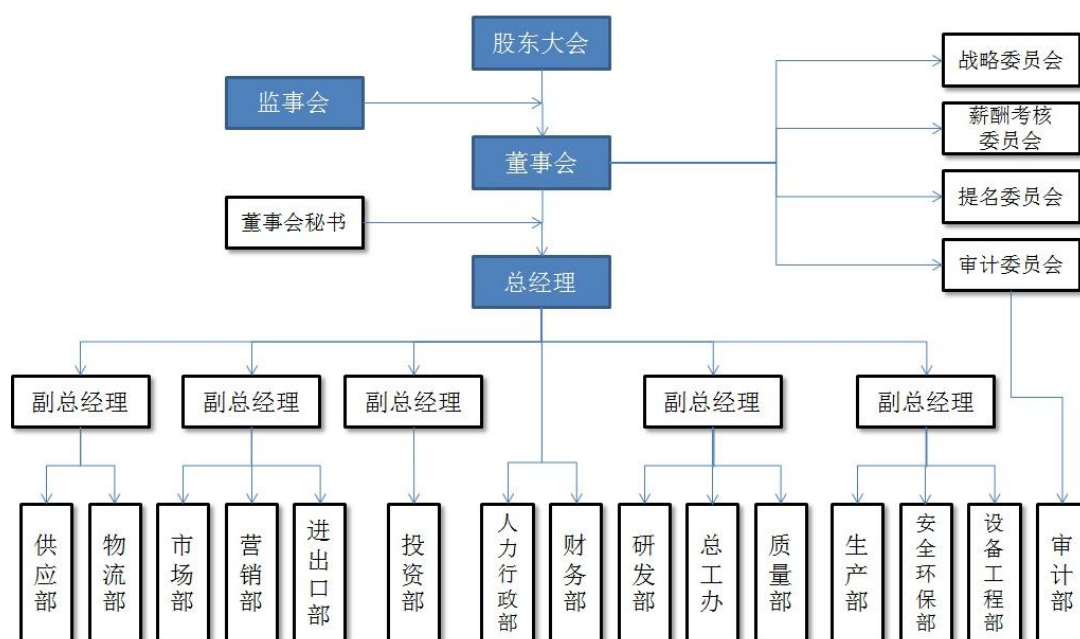 股东大会
监事会
董事会
董事会秘书
总经理
战略委员会
薪酬考核
委员会
提名委员会
审计委员会
副总经理
副总经理
副总经理
副总经理
副总经理
供应部
物流部
市场部
营销部
进出口部
投资部
人力行政部
财务部
研发部
总工办
质量部
生产部
安全环保部
设备工程部
审计部